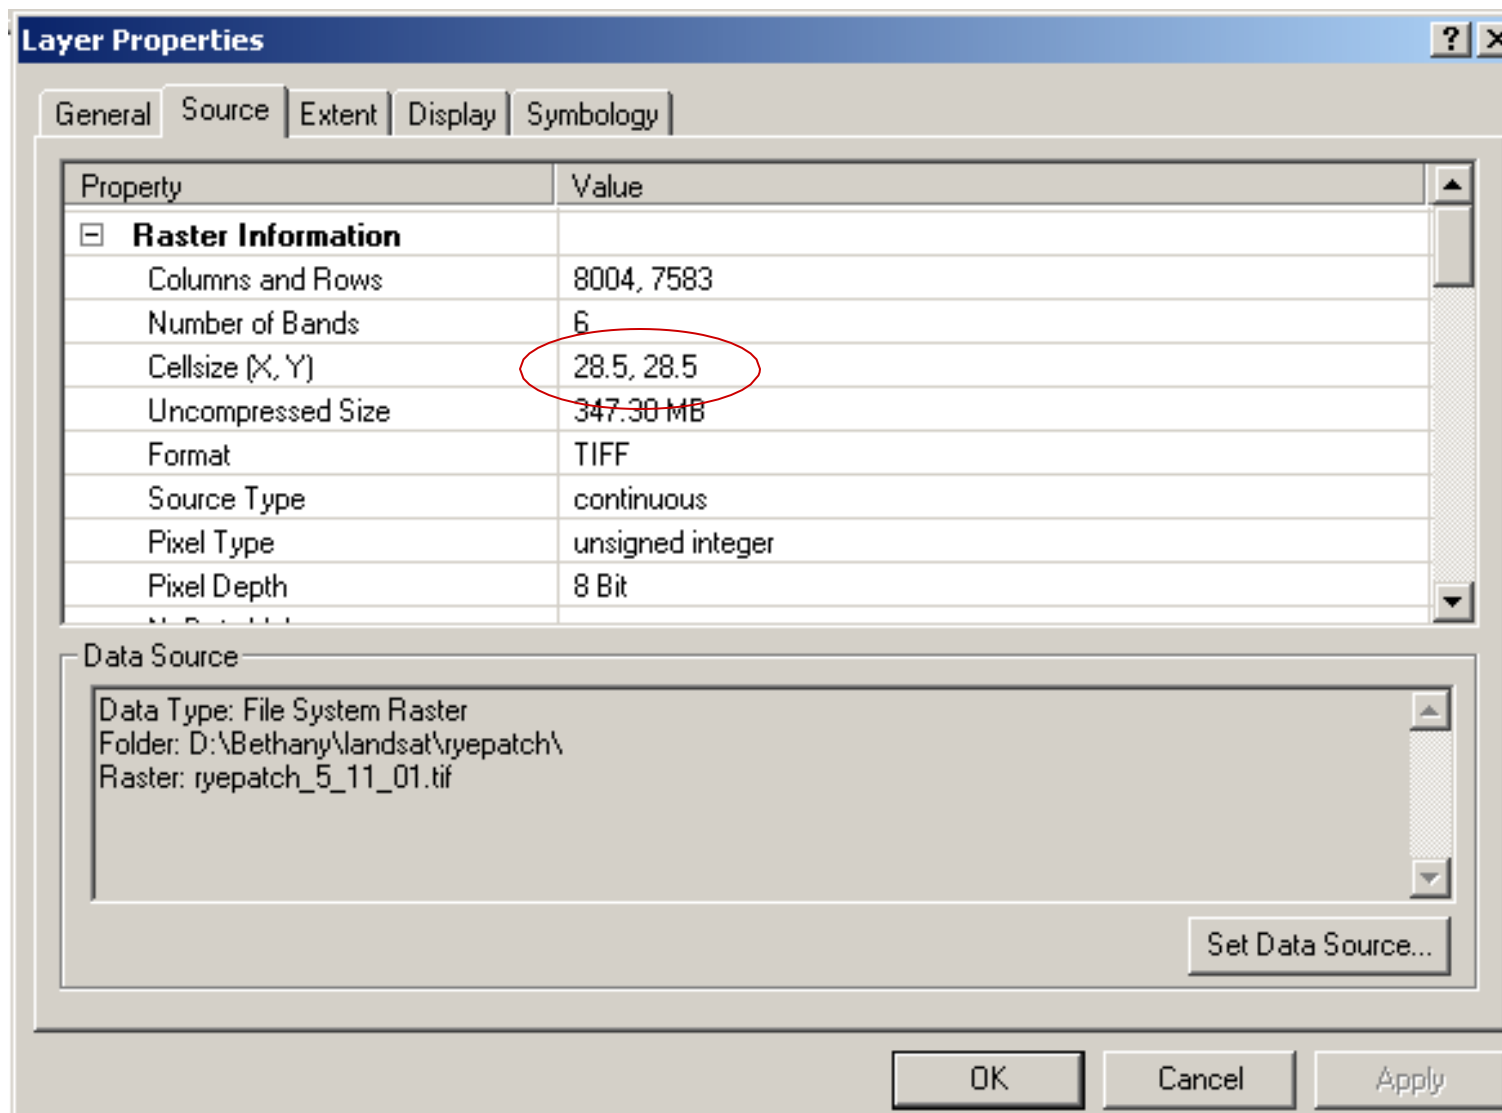 Layer Properties
General Source Extent Display Symbology
Property Value
Raster Information
Columns and Rows 8004, 7583
Number of Bands 6
Cellsize (X, Y) 28.5, 28.5
Uncompressed Size 347.30 MB
Format TIFF
Source Type continuous
Pixel Type unsigned integer
Pixel Depth 8 Bit
Data Source
Data Type: File System Raster
Folder: D:\Bethany\landsat\ryepatch\
Raster: ryepatch_5_11_01.tif
Set Data Source...
OK Cancel Apply